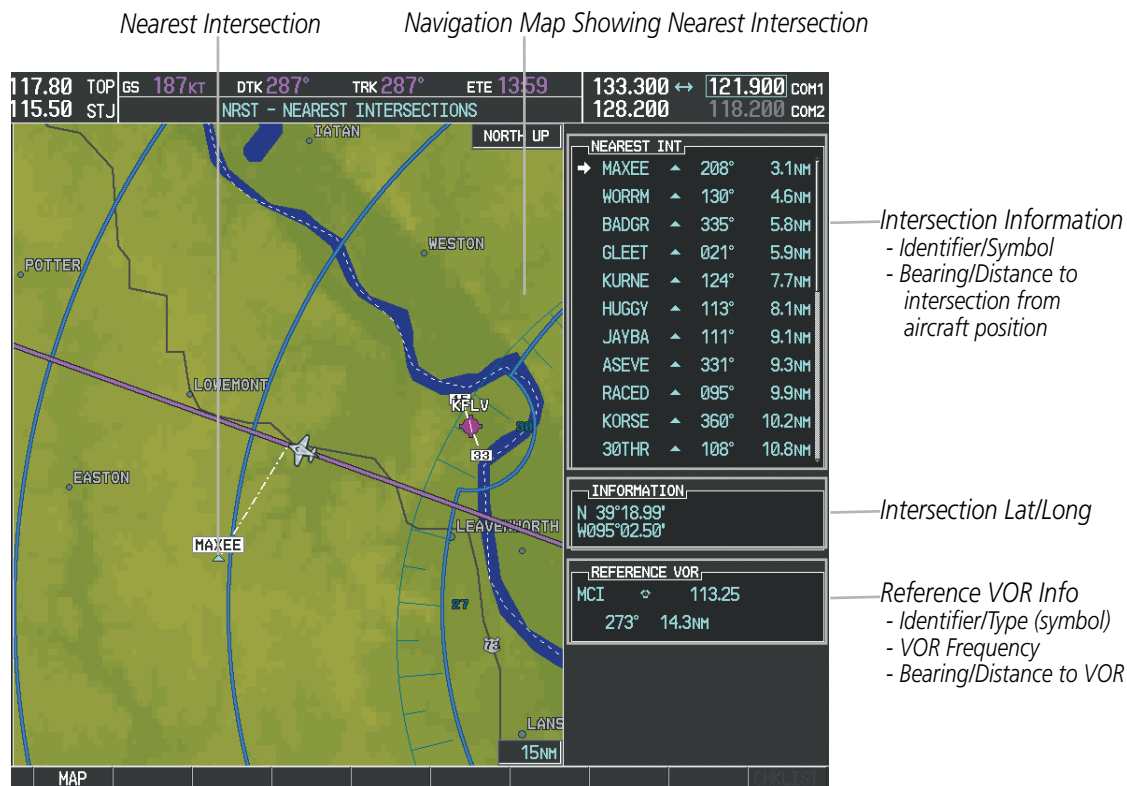 Nearest Intersection
Navigation Map Showing Nearest Intersection
117.80 TOP GS 187KT DTK 287° TRK 287° ETE 13:59 133.300 ↔ 121.900 COM1
115.50 STJ NRST - NEAREST INTERSECTIONS 128.200 118.200 COM2
IATAN
NORTH UP
WESTON
POTTER
LOWEMONT
KFLV
30
33
EASTON
LEAVENWORTH
MAXEE
27
73
LANS
15NM
NEAREST INT
MAXEE 208° 3.1NM
WORRM 130° 4.6NM
BADGR 335° 5.8NM
GLEET 021° 5.9NM
KURNE 124° 7.7NM
HUGGY 113° 8.1NM
JAYBA 111° 9.1NM
ASEVE 331° 9.3NM
RACED 095° 9.9NM
KORSE 360° 10.2NM
30THR 108° 10.8NM
INFORMATION
N 39°18.99'
W095°02.50'
REFERENCE VOR
MCI 113.25
273° 14.3NM
Intersection Information
- Identifier/Symbol
- Bearing/Distance to
intersection from
aircraft position
Intersection Lat/Long
Reference VOR Info
- Identifier/Type (symbol)
- VOR Frequency
- Bearing/Distance to VOR
MAP
CHKLIST